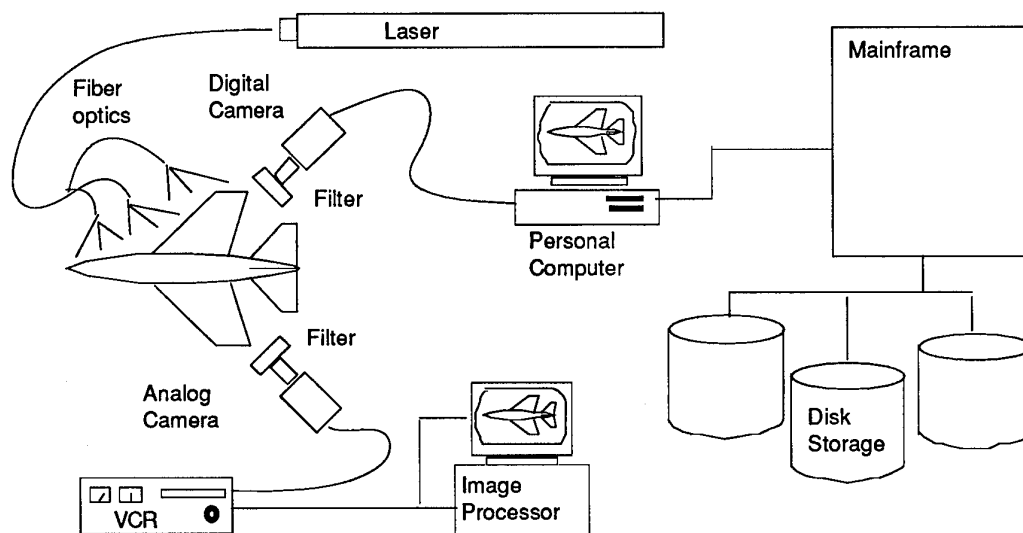 Laser
Mainframe
Fiber
optics
Digital
Camera
Filter
Personal
Computer
Filter
Analog
Camera
Disk
Storage
Image
Processor
VCR